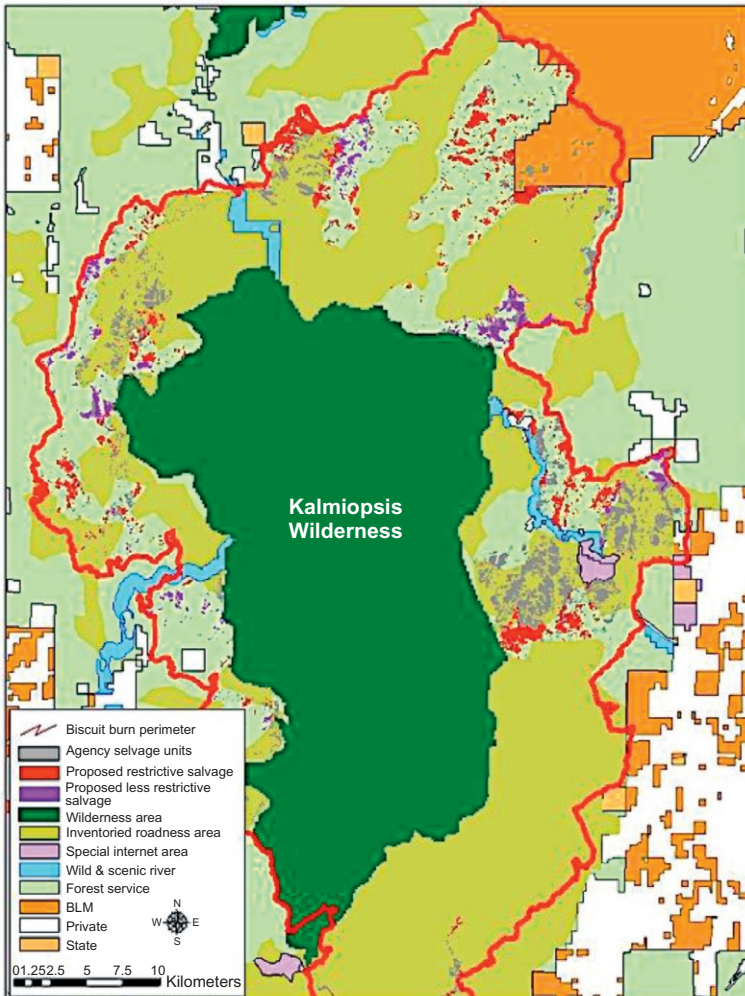 Kalmiopsis
Wilderness
Biscuit burn perimeter
Agency selvage units
Proposed restrictive salvage
Proposed less restrictive
salvage
Wilderness area
Inventoried roadness area
Special internet area
Wild & scenic river
Forest service
BLM
Private
State
N
W E
S
01.252.5 5 7.5 10
Kilometers